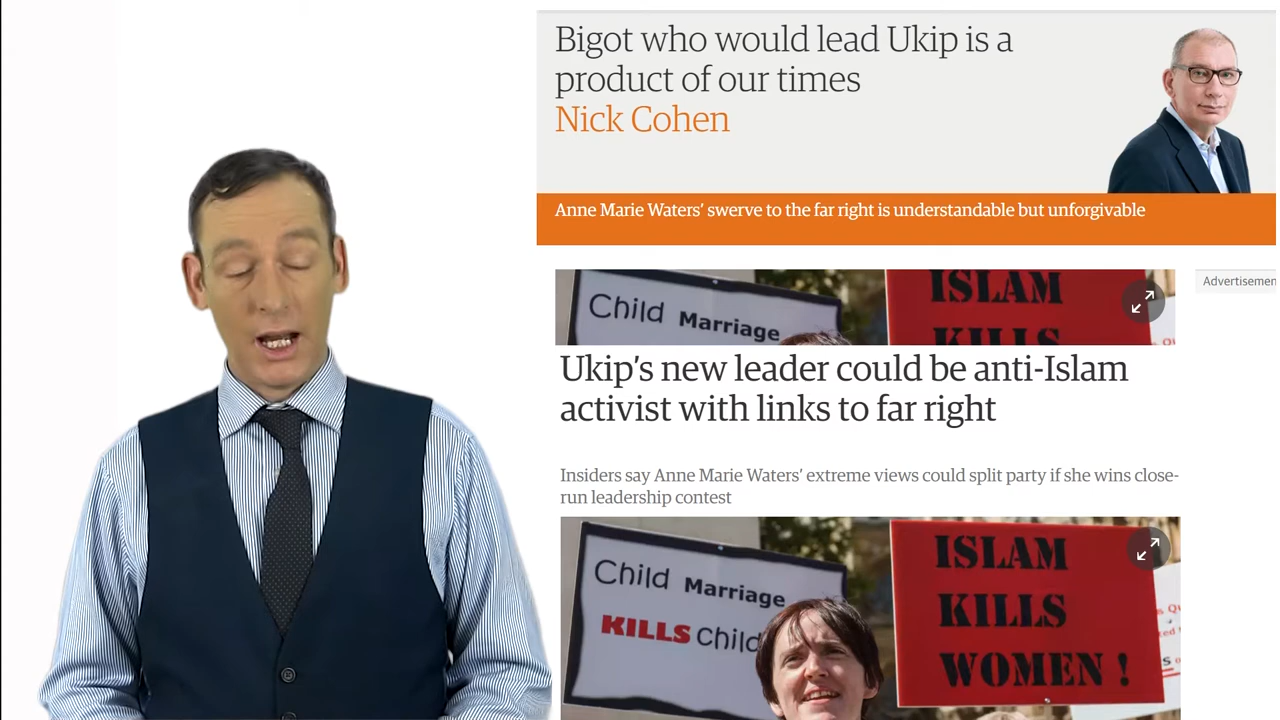 Bigot who would lead Ukip is a
product of our times
Nick Cohen
Anne Marie Waters’ swerve to the far right is understandable but unforgivable
Advertisemen
Child Marriage
ISLAM
KILLS
Ukip’s new leader could be anti-Islam
activist with links to far right
Insiders say Anne Marie Waters’ extreme views could split party if she wins close-
run leadership contest
Child Marriage
KILLS Child
ISLAM
KILLS
WOMEN !